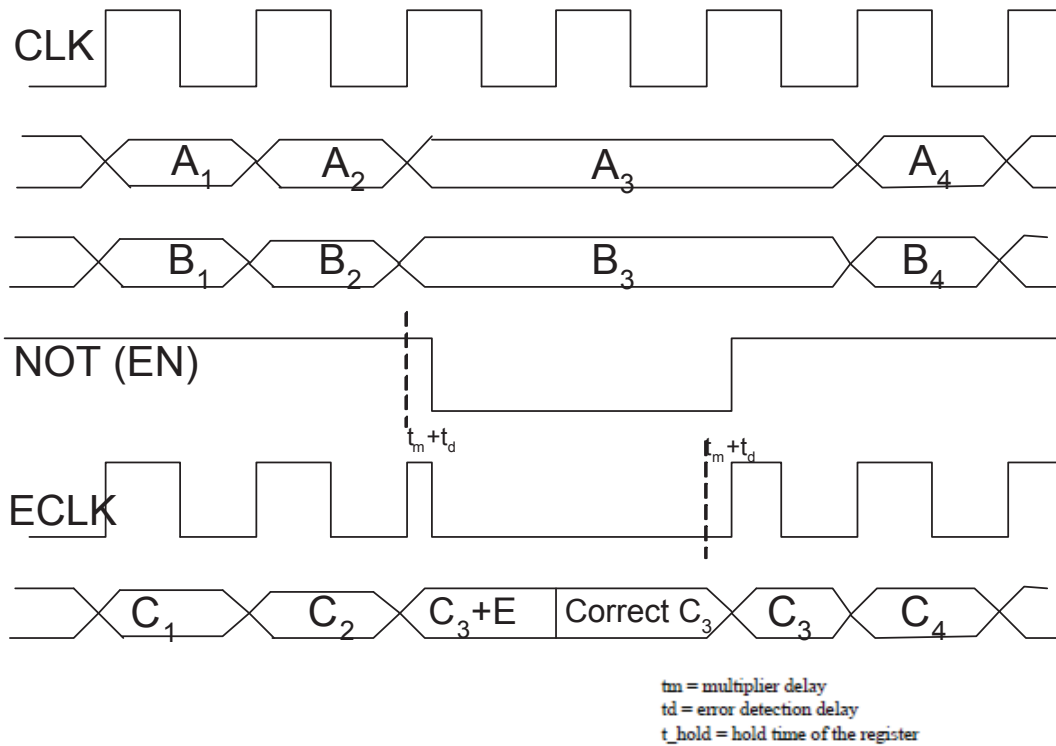 CLK
A1 A2 A3 A4
B1 B2 B3 B4
NOT (EN)
tm+td
tm+td
ECLK
C1 C2 C3+E Correct C3 C3 C4
tm = multiplier delay
td = error detection delay
t_hold = hold time of the register